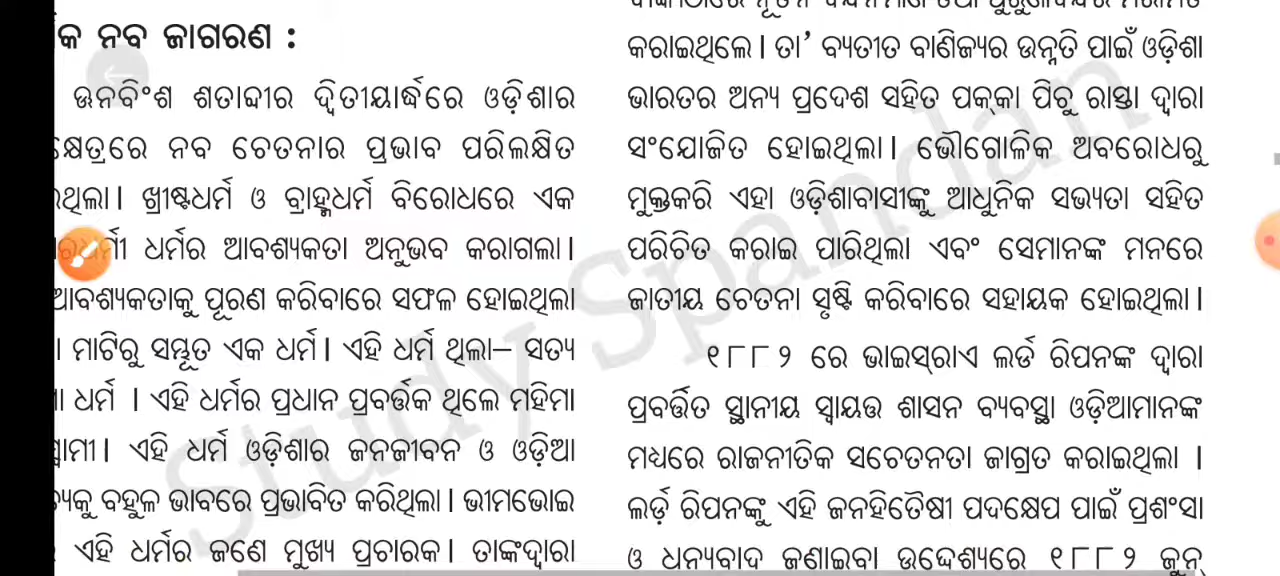 ନବ ଜାଗରଣ :
ଊନବିଂଶ ଶତାବ୍ଦୀର ଦ୍ୱିତୀୟାର୍ଦ୍ଧରେ ଓଡ଼ିଶାର
କ୍ଷେତ୍ରରେ ନବ ଚେତନାର ପ୍ରଭାବ ପରିଲକ୍ଷିତ
ଖ୍ରୀଷ୍ଟଧର୍ମ ଓ ବ୍ରାହ୍ମଧର୍ମ ବିରୋଧରେ ଏକ
ଧର୍ମର ଆବଶ୍ୟକତା ଅନୁଭବ କରାଗଲା।
ଆବଶ୍ୟକତାକୁ ପୂରଣ କରିବାରେ ସଫଳ ହୋଇଥିଲା
ମାଟିରୁ ସମ୍ଭୂତ ଏକ ଧର୍ମ। ଏହି ଧର୍ମ ଥିଲା– ସତ୍ୟ
ଧର୍ମ । ଏହି ଧର୍ମର ପ୍ରଧାନ ପ୍ରବର୍ତ୍ତକ ଥିଲେ ମହିମା
ଏହି ଧର୍ମ ଓଡ଼ିଶାର ଜନଜୀବନ ଓ ଓଡ଼ିଆ
ବହୁଳ ଭାବରେ ପ୍ରଭାବିତ କରିଥିଲା। ଭୀମଭୋଇ
ଏହି ଧର୍ମର ଜଣେ ମୁଖ୍ୟ ପ୍ରଚାରକ। ତାଙ୍କଦ୍ୱାରା
କରାଇଥିଲେ। ତା’ ବ୍ୟତୀତ ବାଣିଜ୍ୟର ଉନ୍ନତି ପାଇଁ ଓଡ଼ିଶା
ଭାରତର ଅନ୍ୟ ପ୍ରଦେଶ ସହିତ ପକ୍‌କା ପିଚୁ ରାସ୍ତା ଦ୍ୱାରା
ସଂଯୋଜିତ ହୋଇଥିଲା। ଭୌଗୋଳିକ ଅବରୋଧରୁ
ମୁକ୍ତକରି ଏହା ଓଡ଼ିଶାବାସୀଙ୍କୁ ଆଧୁନିକ ସଭ୍ୟତା ସହିତ
ପରିଚିତ କରାଇ ପାରିଥିଲା ଏବଂ ସେମାନଙ୍କ ମନରେ
ଜାତୀୟ ଚେତନା ସୃଷ୍ଟି କରିବାରେ ସହାୟକ ହୋଇଥିଲା।
୧୮୮୨ ରେ ଭାଇସ୍‌ରାଏ ଲର୍ଡ ରିପନଙ୍କ ଦ୍ୱାରା
ପ୍ରବର୍ତ୍ତିତ ସ୍ଥାନୀୟ ସ୍ୱାୟତ୍ତ ଶାସନ ବ୍ୟବସ୍ଥା ଓଡ଼ିଆମାନଙ୍କ
ମଧ୍ୟରେ ରାଜନୀତିକ ସଚେତନତା ଜାଗ୍ରତ କରାଇଥିଲା ।
ଲର୍ଡ଼ ରିପନଙ୍କୁ ଏହି ଜନହିତୈଷୀ ପଦକ୍ଷେପ ପାଇଁ ପ୍ରଶଂସା
ଓ ଧନ୍ୟବାଦ ଜଣାଇବା ଉଦ୍ଦେଶ୍ୟରେ ୧୮୮୨ ଜୁନ୍
Study Spandan